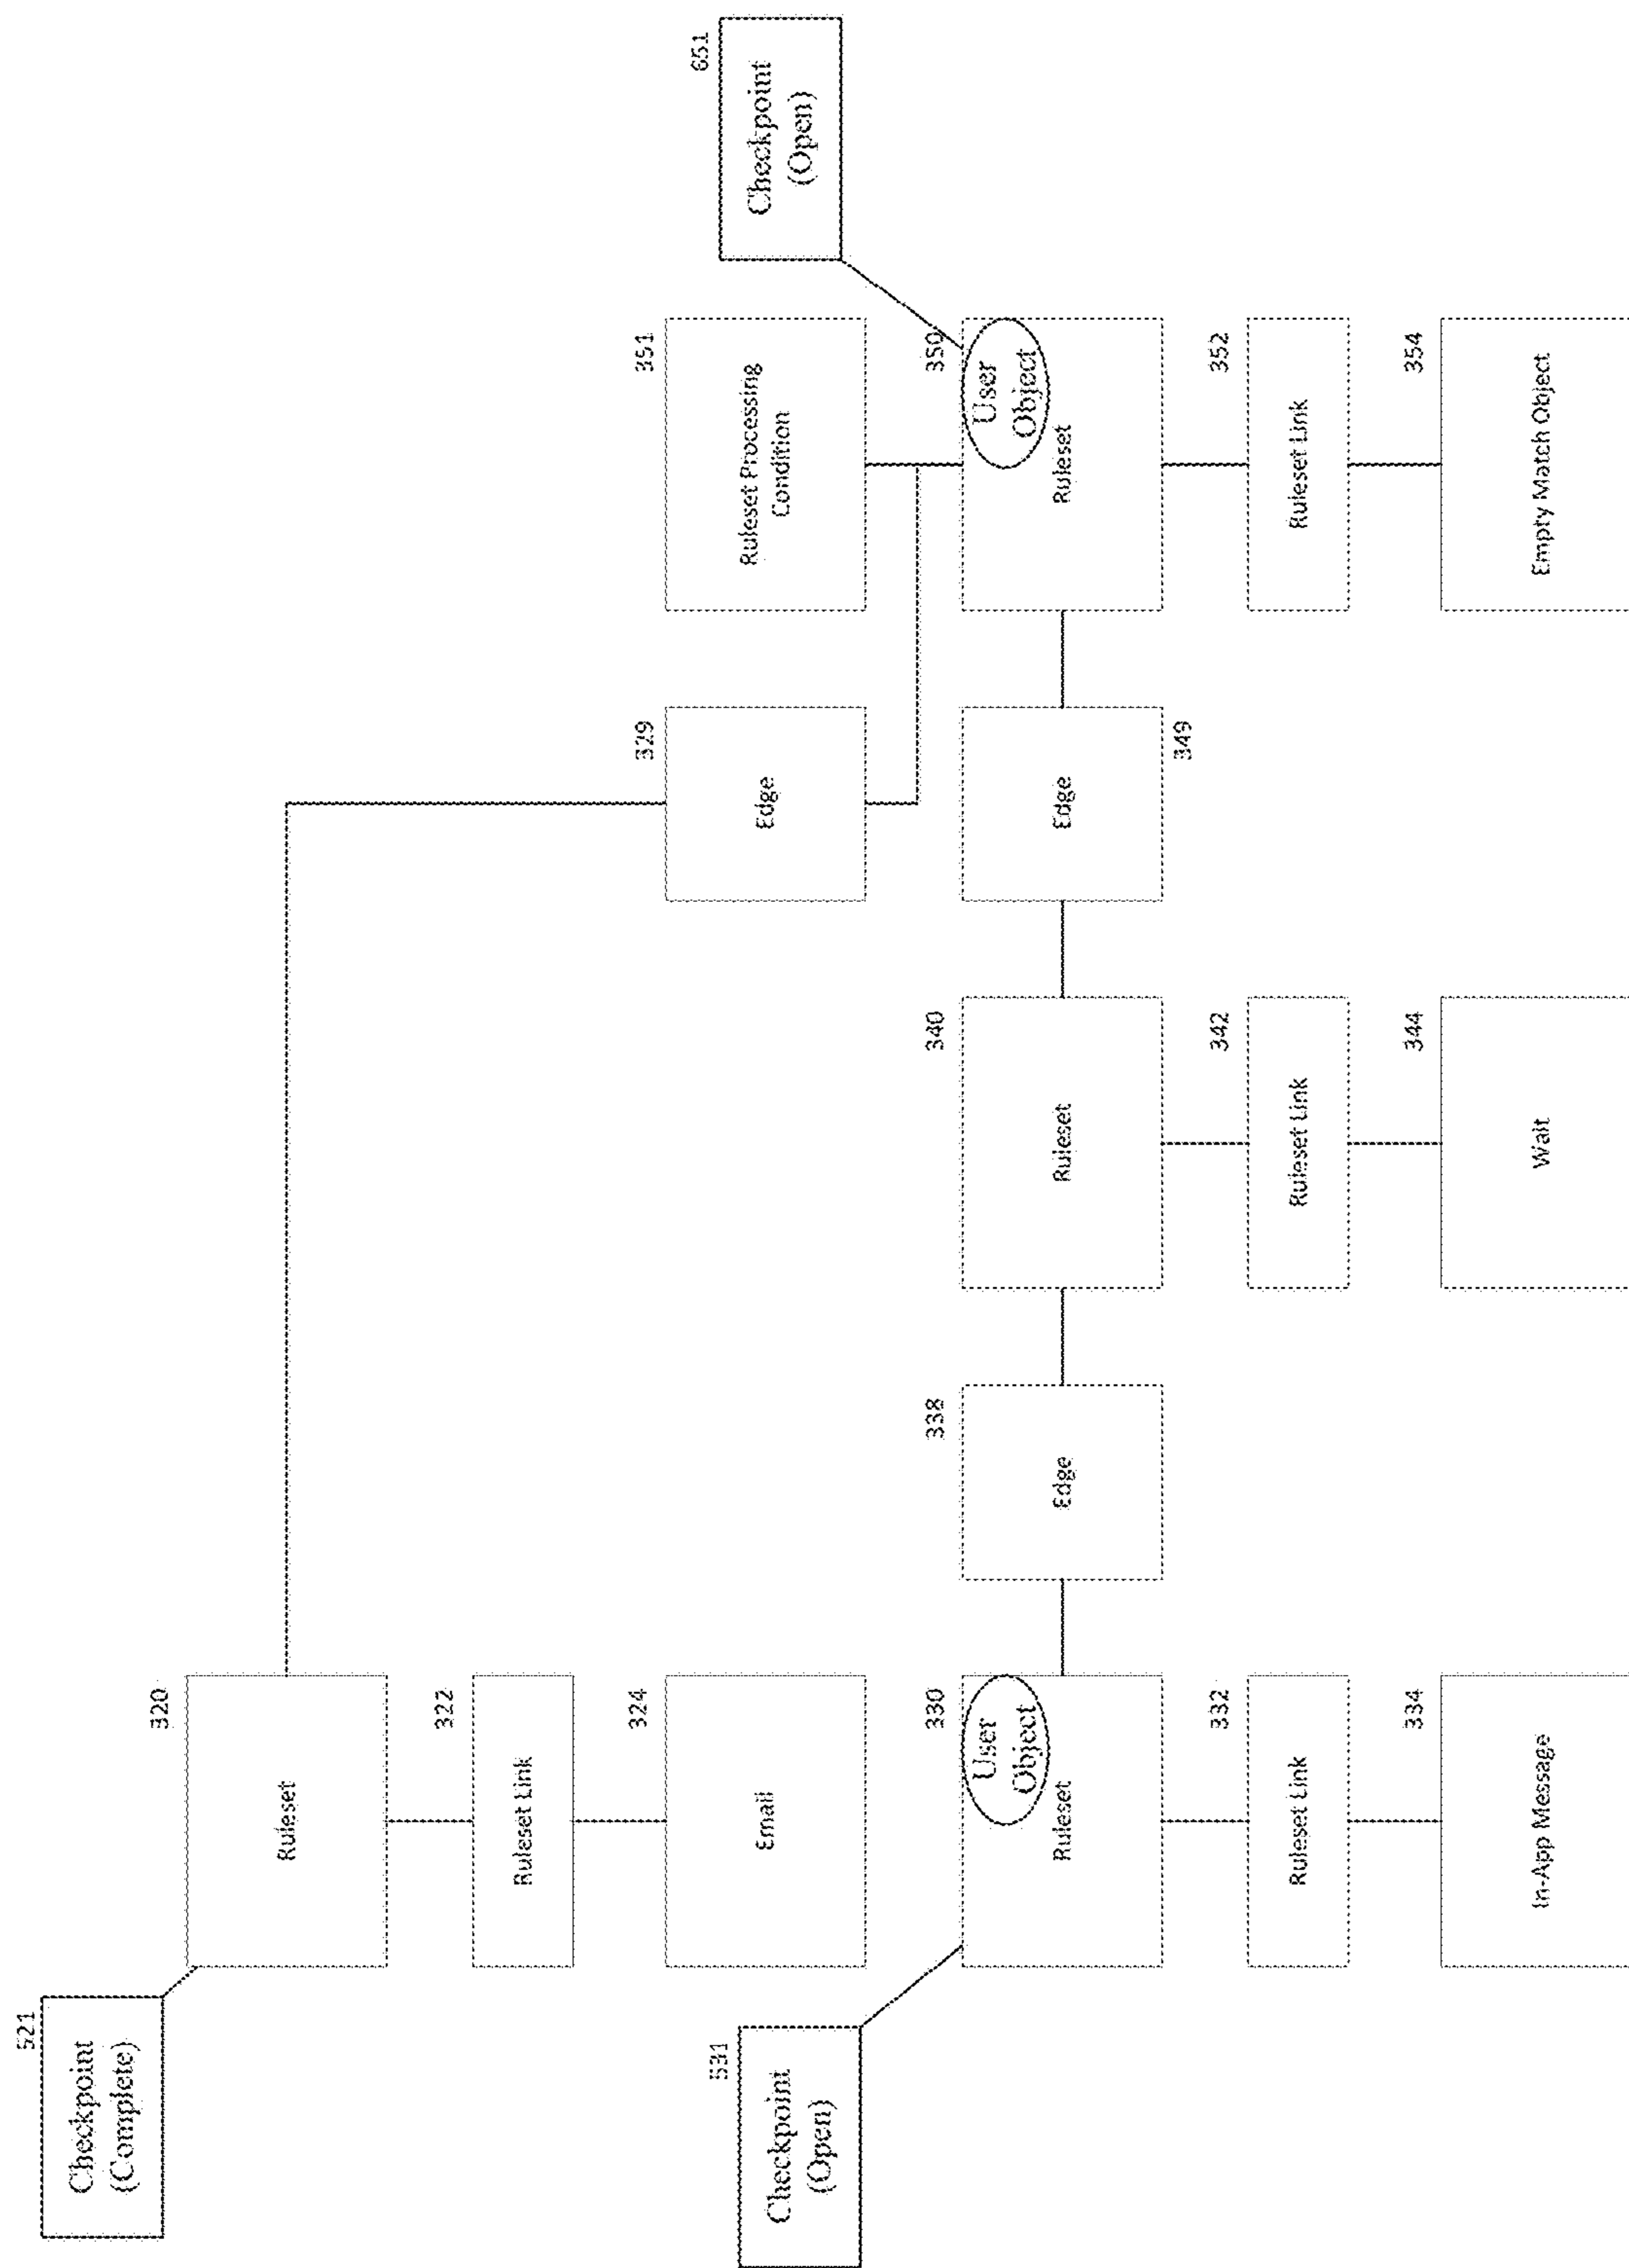 521
Checkpoint
(Complete)
320
Ruleset
322
Ruleset Link
324
Email
329
Edge
351
Ruleset Processing
Condition
651
Checkpoint
(Open)
531
Checkpoint
(Open)
330
User
Object
Ruleset
338
Edge
340
Ruleset
349
Edge
350
User
Object
Ruleset
332
Ruleset Link
342
Ruleset Link
352
Ruleset Link
334
In-App Message
344
Wait
354
Empty Match Object